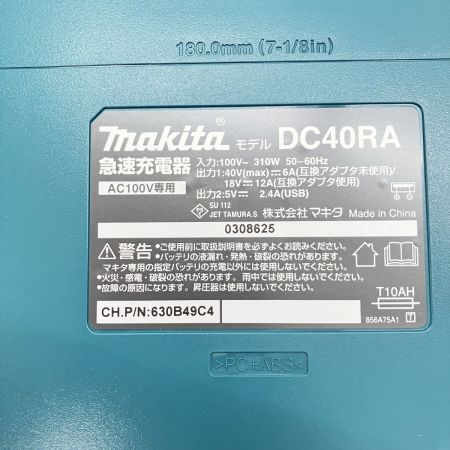 180.0mm (7-1/8in)
makita モデル DC40RA
急速充電器
AC100V専用
入力:100V~ 310W 50-60Hz
出力1:40V(max)⎓6A(互換アダプタ未使用)/
18V⎓12A(互換アダプタ使用)
出力2:5V⎓ 2.4A(USB)
SU 112
JET TAMURA.S 株式会社マキタ Made in China
0308625
⚠警告 •ご使用前に取扱説明書を必ずよくお読みください。
•バッテリの液漏れ・発熱・破裂の恐れがあります。
マキタ専用の指定バッテリの充電以外には使用しないでください。
•火災・感電・破裂の恐れがあります。雨中では使用しないでください。
•故障の原因になります。昇圧器は使用しないでください。
T10AH
CH.P/N:630B49C4
856A75A1 T
>PC+ABS<